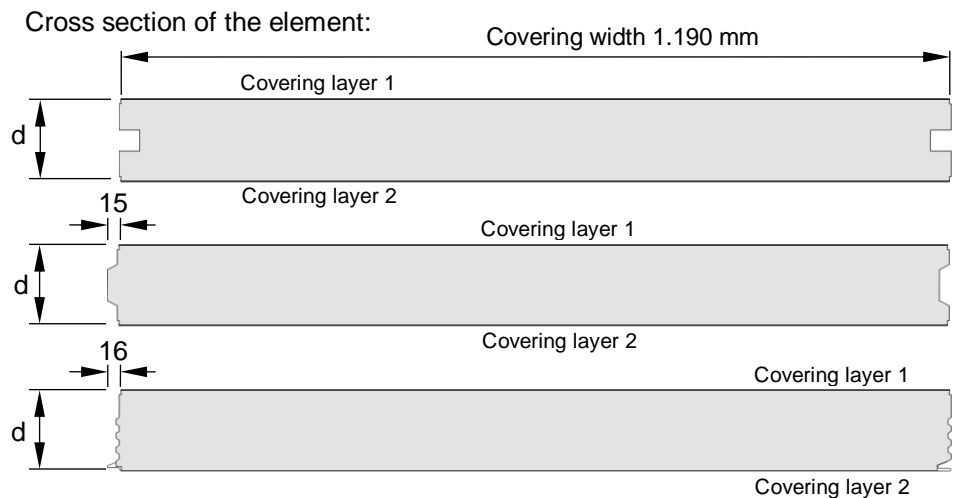 Cross section of the element:
Covering width 1.190 mm
Covering layer 1
d
Covering layer 2
15
Covering layer 1
d
Covering layer 2
16
Covering layer 1
d
Covering layer 2